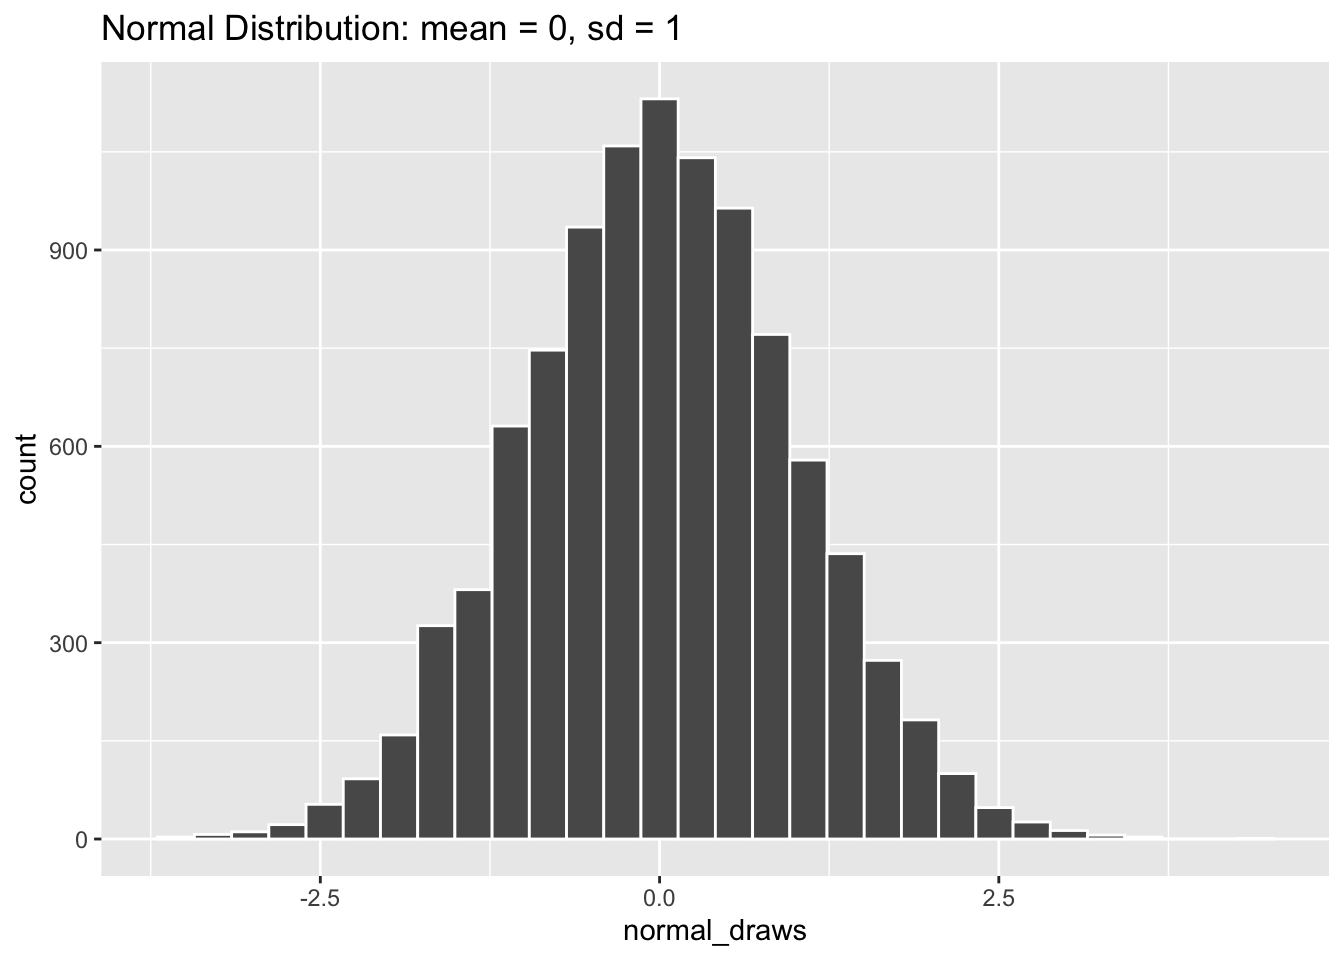 Normal Distribution: mean = 0, sd = 1
count
900
600
300
0
-2.5
0.0
2.5
normal_draws